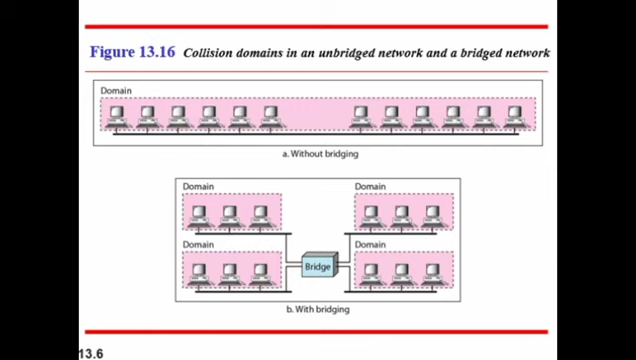 Figure 13.16 Collision domains in an unbridged network and a bridged network
Domain
a. Without bridging
Domain
Domain
Domain
Domain
Bridge
b. With bridging
13.6